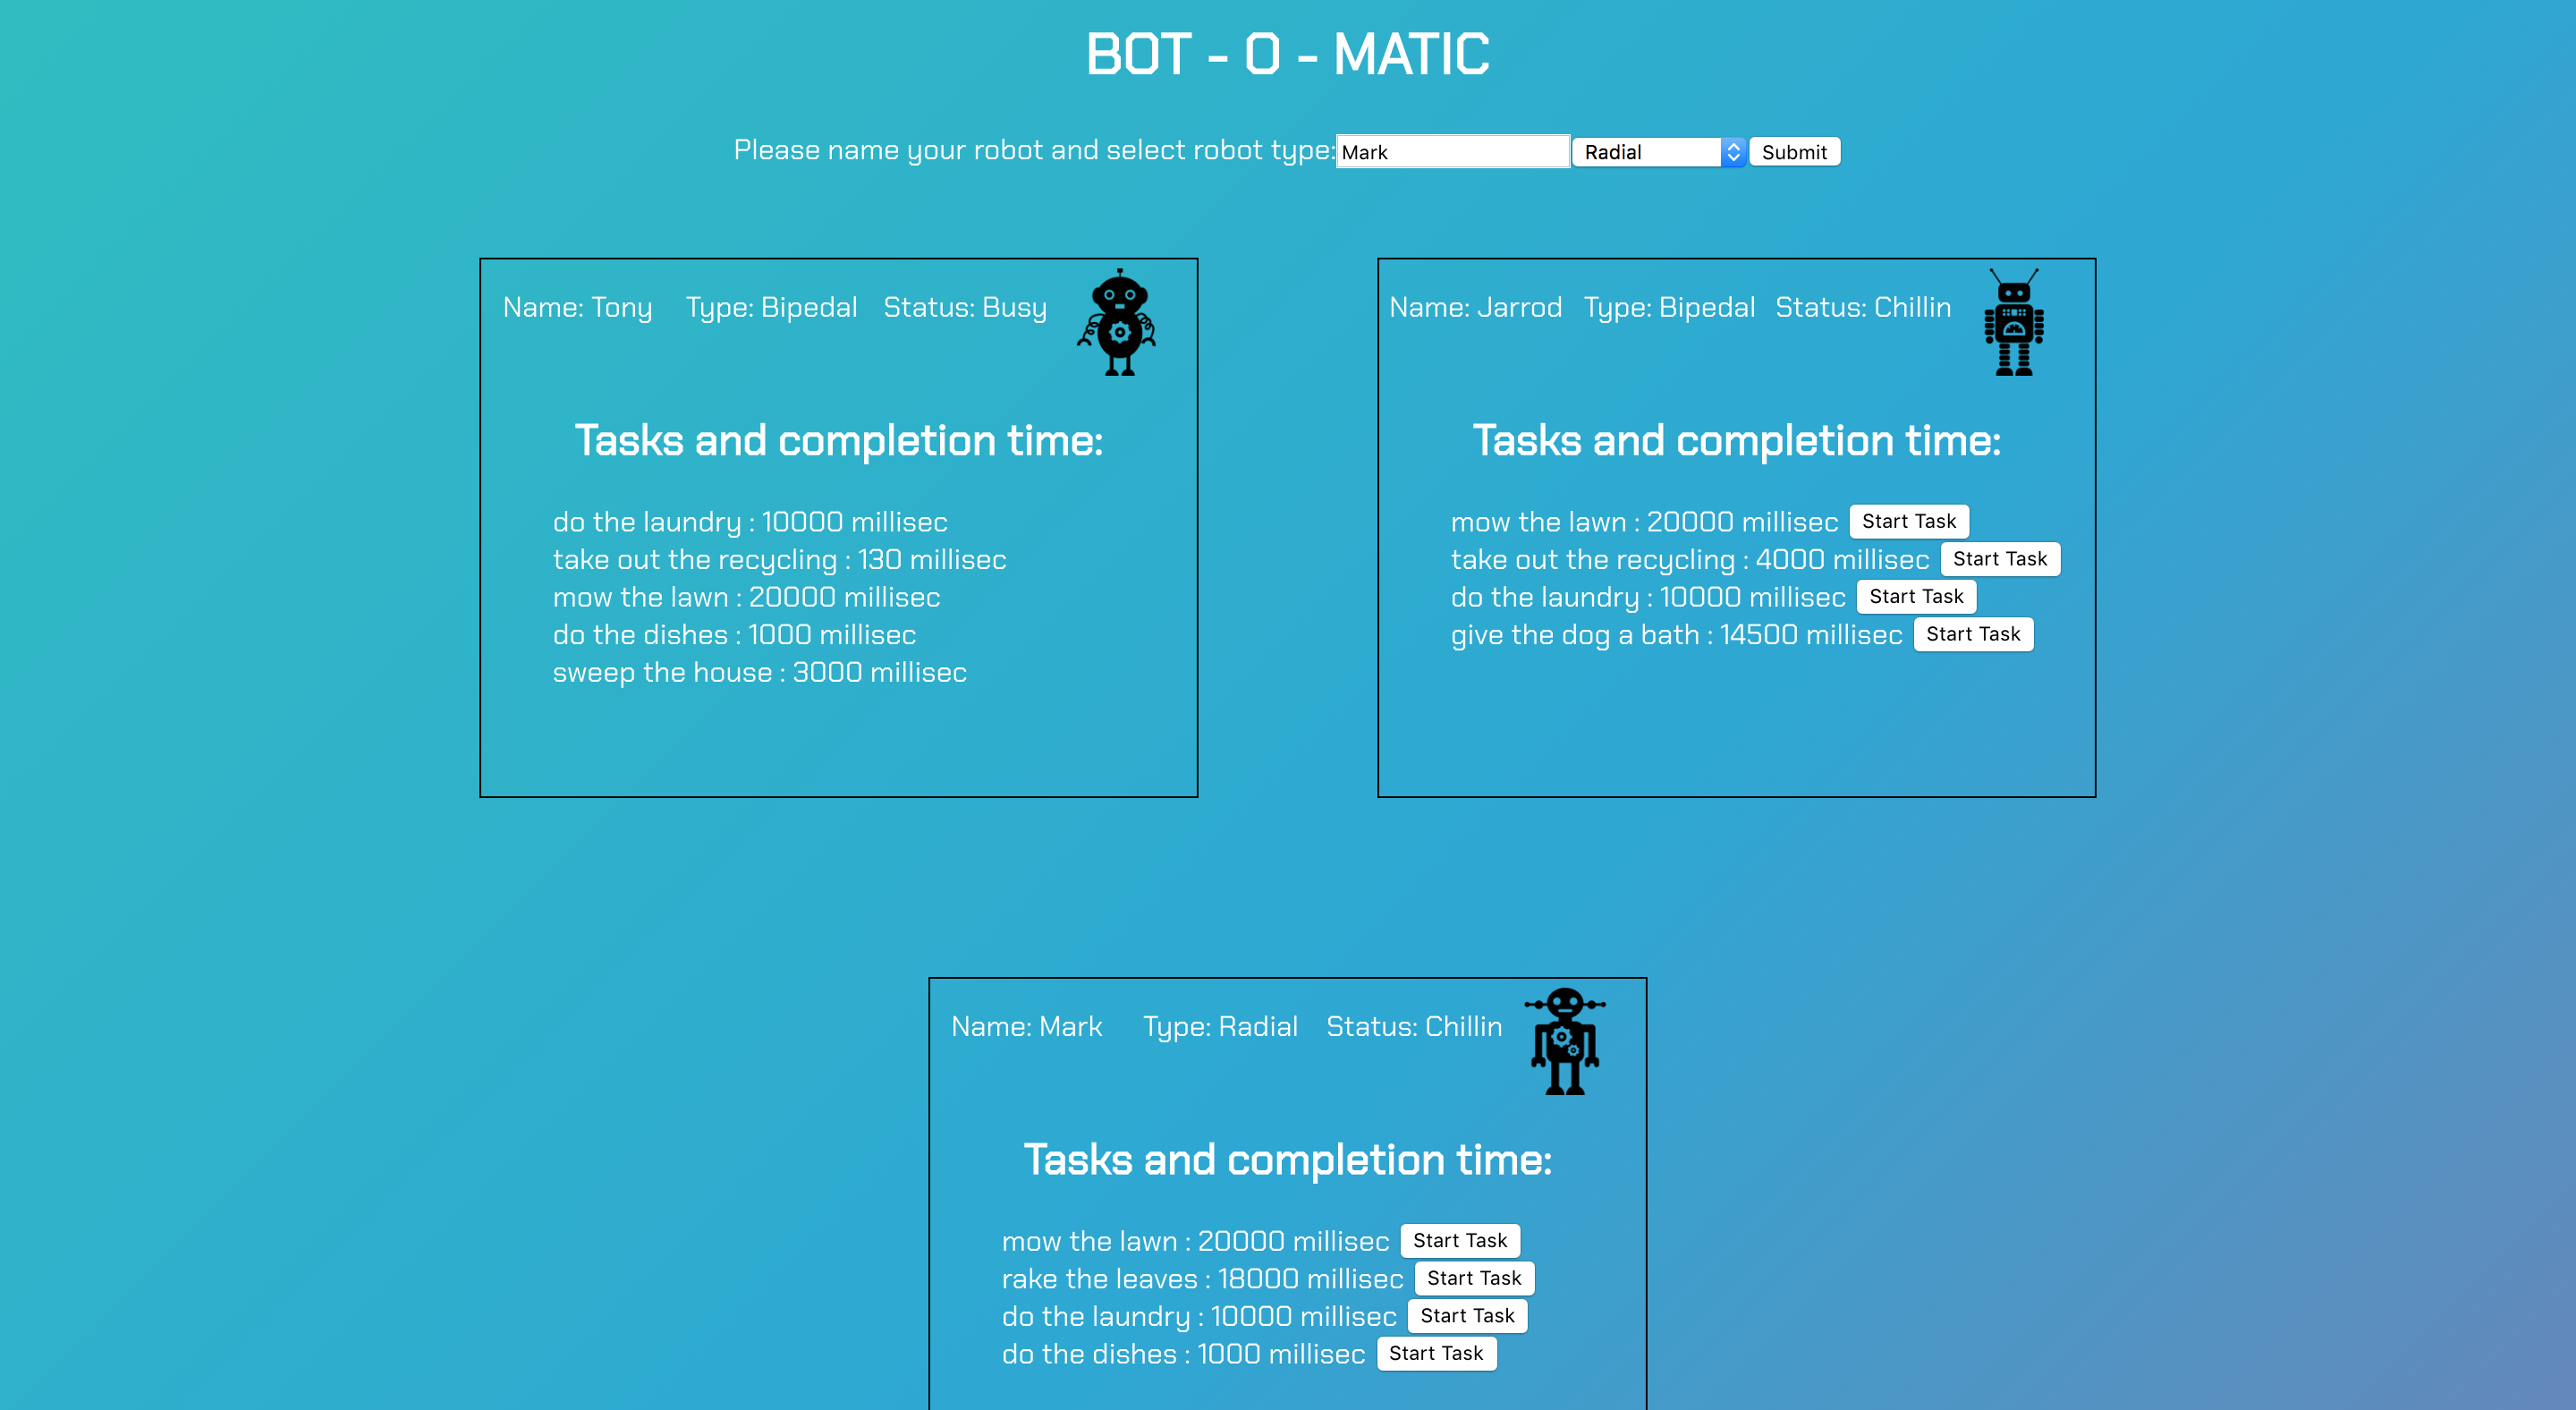 BOT - O - MATIC
Please name your robot and select robot type: Mark Radial Submit
Name: Tony Type: Bipedal Status: Busy
Tasks and completion time:
do the laundry : 10000 millisec
take out the recycling : 130 millisec
mow the lawn : 20000 millisec
do the dishes : 1000 millisec
sweep the house : 3000 millisec
Name: Jarrod Type: Bipedal Status: Chillin
Tasks and completion time:
mow the lawn : 20000 millisec Start Task
take out the recycling : 4000 millisec Start Task
do the laundry : 10000 millisec Start Task
give the dog a bath : 14500 millisec Start Task
Name: Mark Type: Radial Status: Chillin
Tasks and completion time:
mow the lawn : 20000 millisec Start Task
rake the leaves : 18000 millisec Start Task
do the laundry : 10000 millisec Start Task
do the dishes : 1000 millisec Start Task